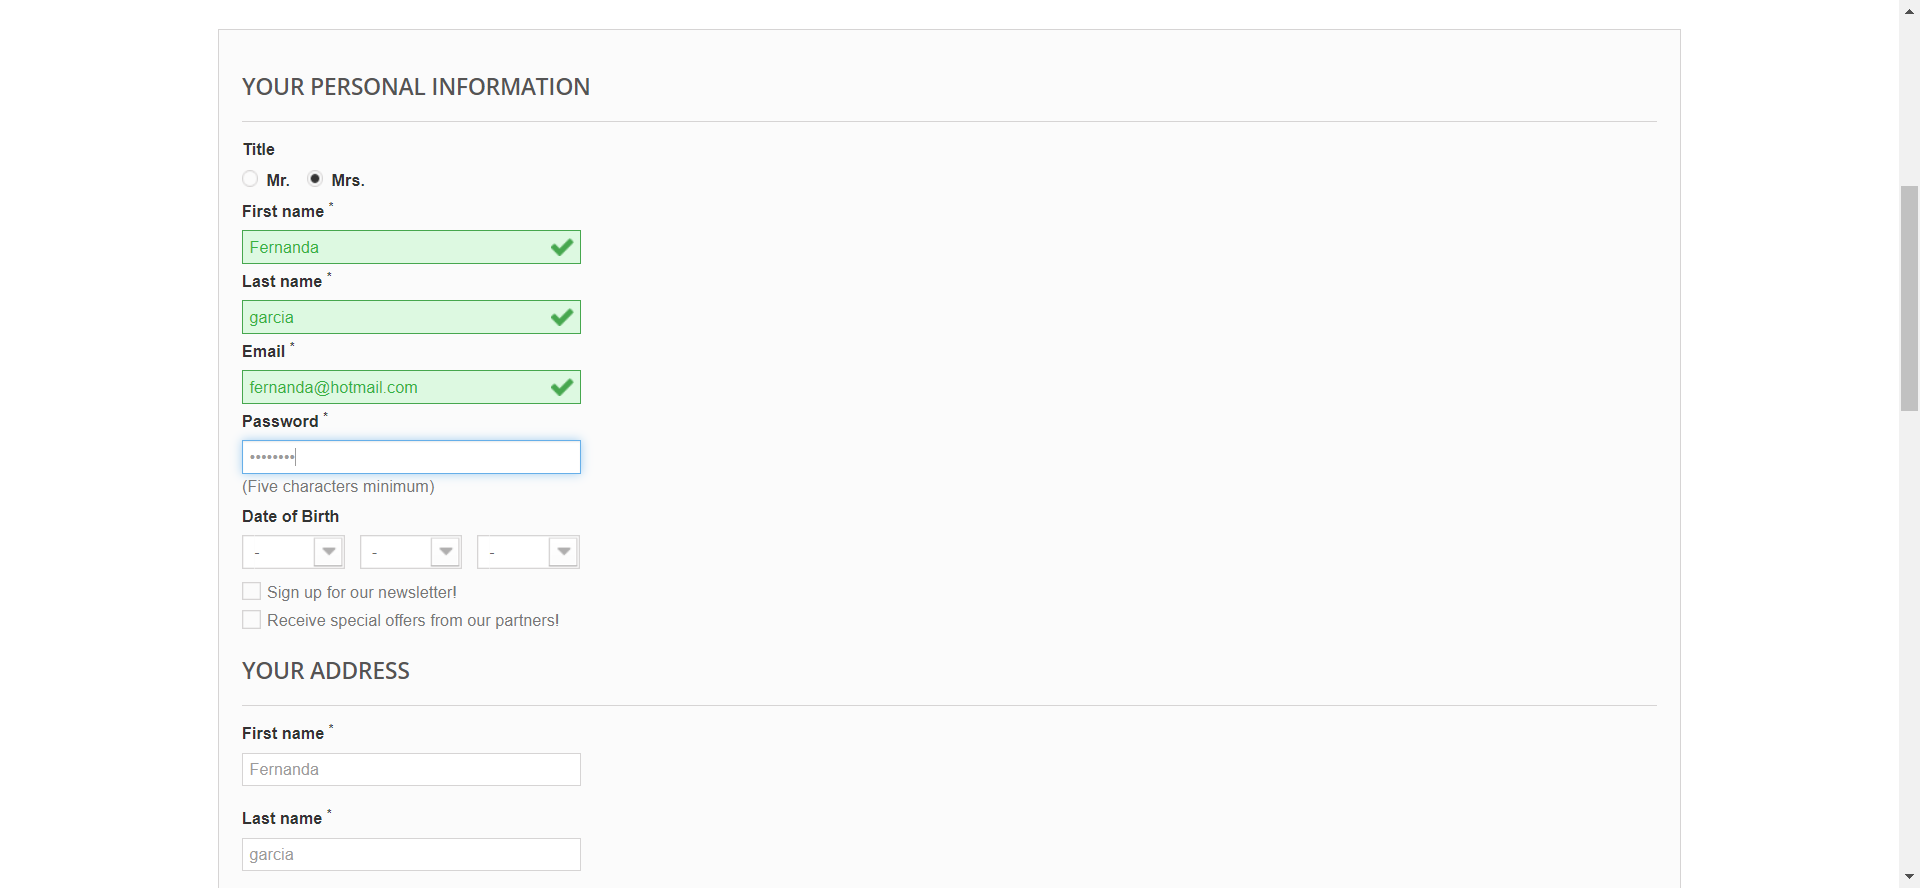 YOUR PERSONAL INFORMATION
Title
Mr. Mrs.
First name *
Fernanda
Last name *
garcia
Email *
fernanda@hotmail.com
Password *
••••••••
(Five characters minimum)
Date of Birth
- - -
Sign up for our newsletter!
Receive special offers from our partners!
YOUR ADDRESS
First name *
Fernanda
Last name *
garcia